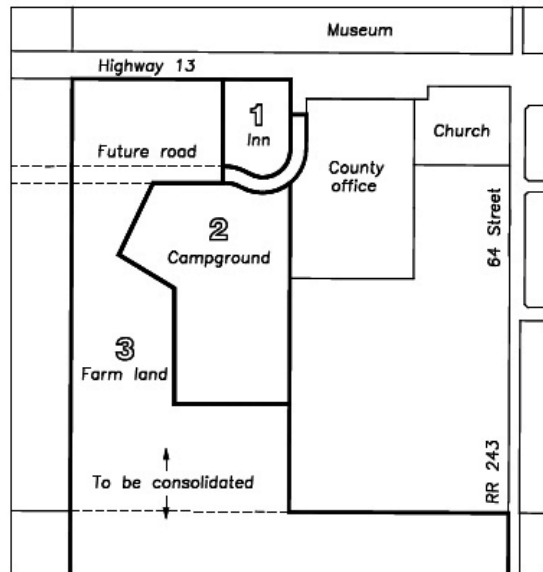 Museum
Highway 13
1
Inn
Church
Future road
County
office
2
Campground
64 Street
3
Farm land
To be consolidated
RR 243